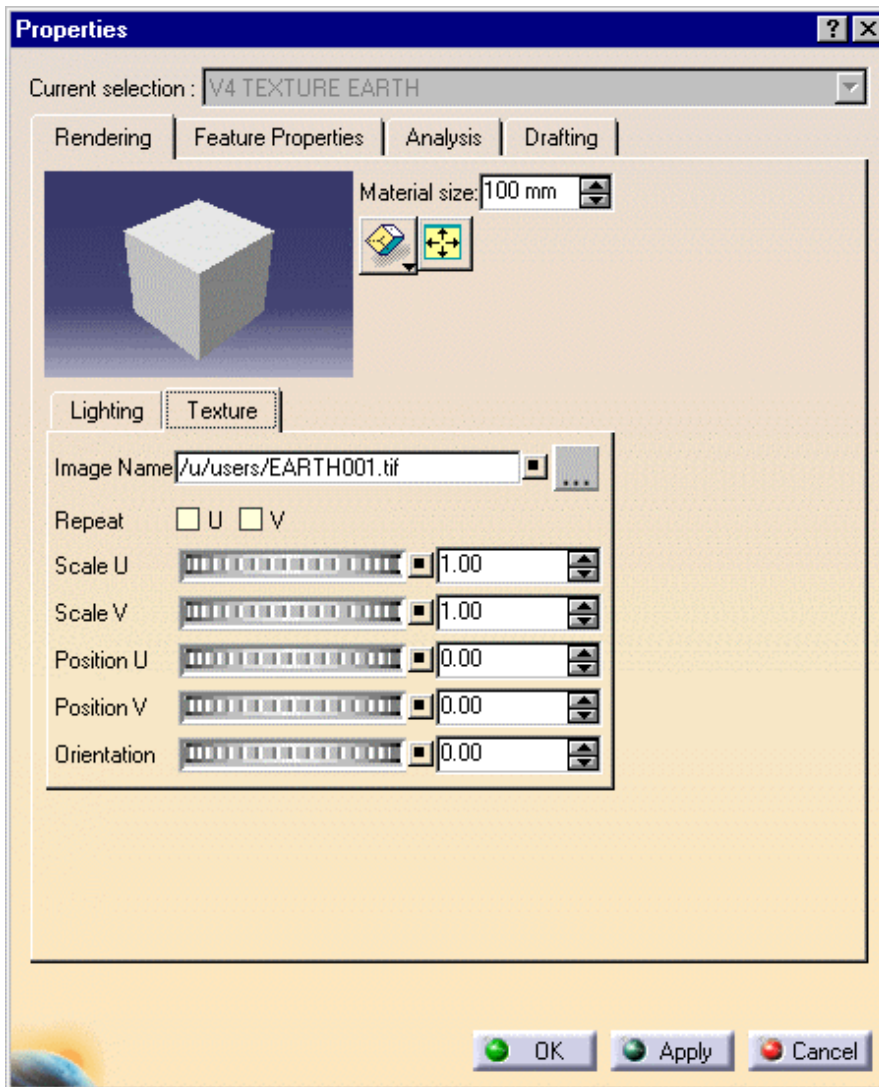 Properties
Current selection : V4 TEXTURE EARTH
Rendering Feature Properties Analysis Drafting
Material size: 100 mm
Lighting Texture
Image Name /u/users/EARTH001.tif ...
Repeat U V
Scale U 1.00
Scale V 1.00
Position U 0.00
Position V 0.00
Orientation 0.00
OK Apply Cancel